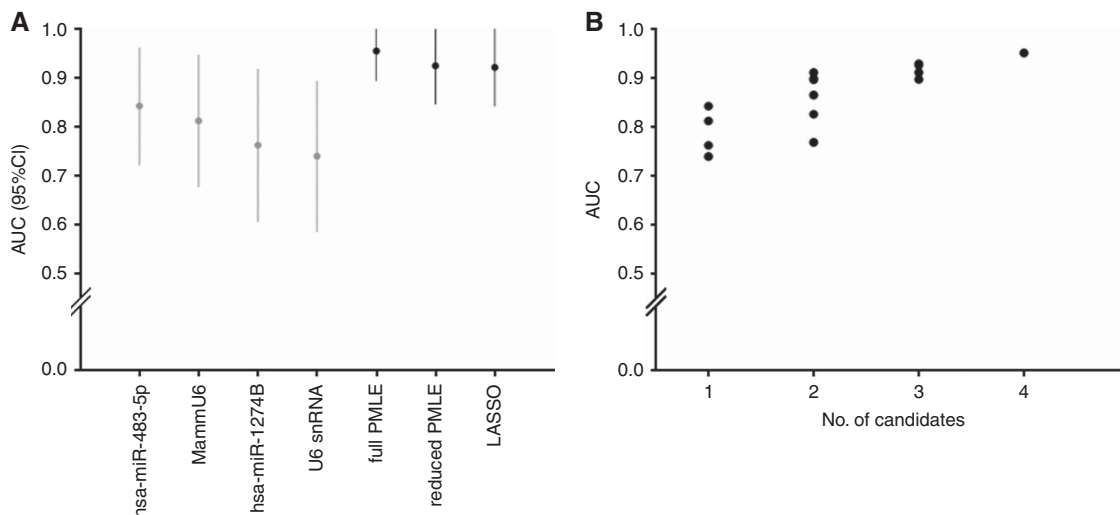 A
AUC (95%CI)
1.0
0.9
0.8
0.7
0.6
0.5
0.0
hsa-miR-483-5p
MammU6
hsa-miR-1274B
U6 snRNA
full PMLE
reduced PMLE
LASSO
B
AUC
1.0
0.9
0.8
0.7
0.6
0.5
0.0
1 2 3 4
No. of candidates